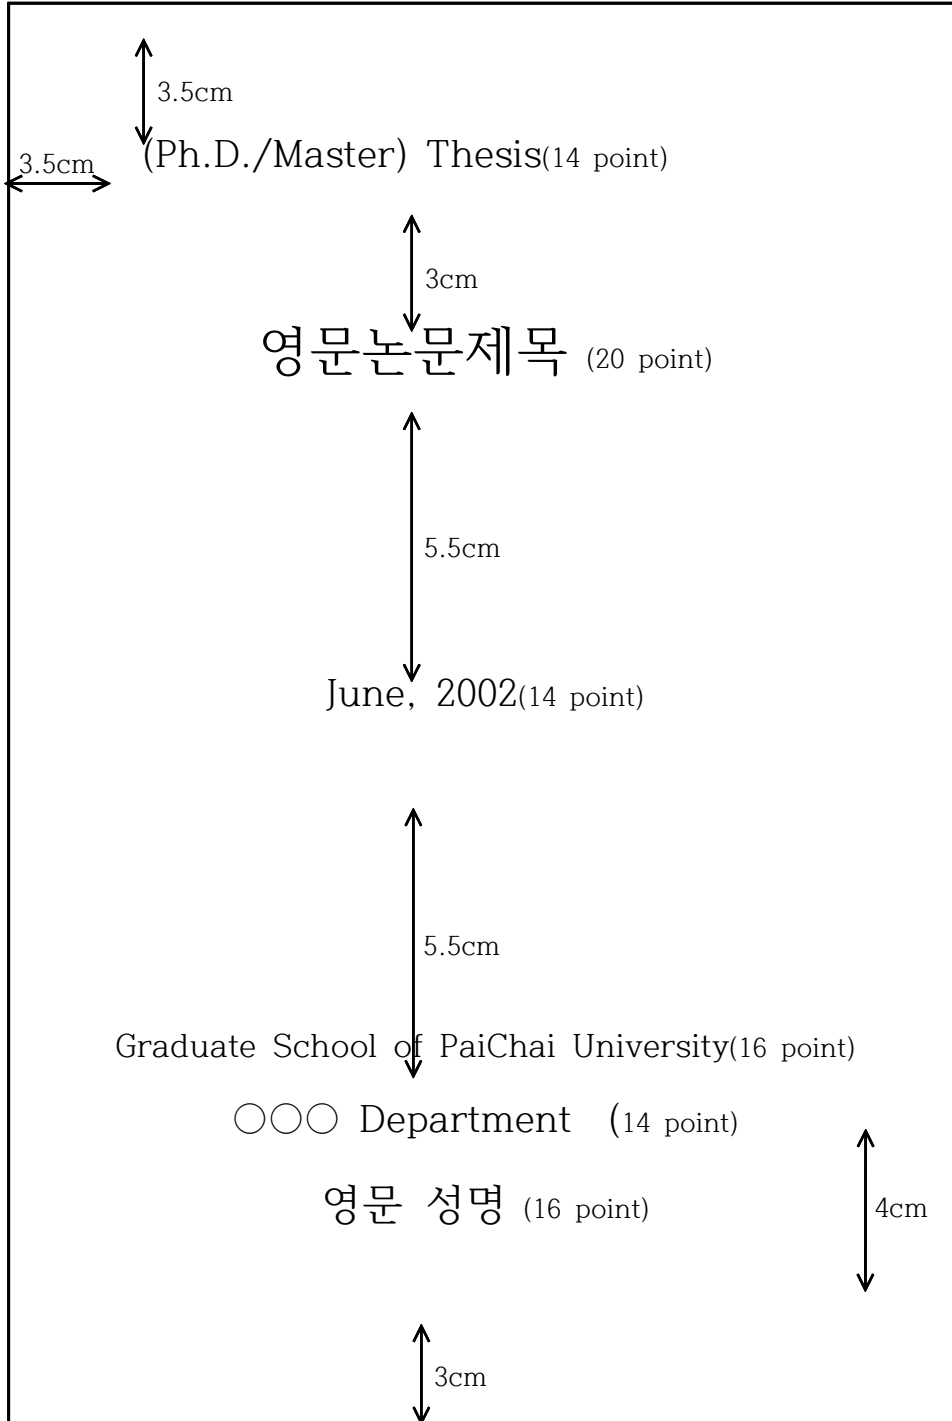 3.5cm
(Ph.D./Master) Thesis(14 point)
3.5cm
3cm
영문논문제목 (20 point)
5.5cm
June, 2002(14 point)
5.5cm
Graduate School of PaiChai University(16 point)
○○○ Department (14 point)
영문 성명 (16 point)
4cm
3cm